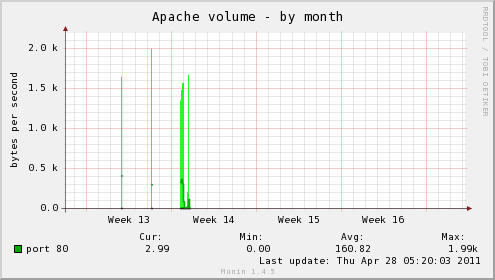 Apache volume - by month
RRDTOOL / TOBI OETIKER
bytes per second
2.0 k
1.5 k
1.0 k
0.5 k
0.0
Week 13 Week 14 Week 15 Week 16
Cur: Min: Avg: Max:
port 80 2.99 0.00 160.82 1.99k
Last update: Thu Apr 28 05:20:03 2011
Munin 1.4.5